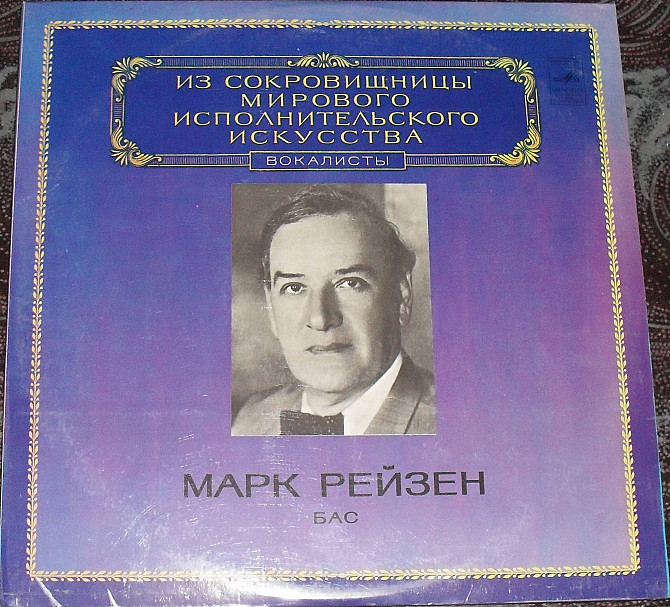 ИЗ СОКРОВИЩНИЦЫ
МИРОВОГО
ИСПОЛНИТЕЛЬСКОГО
ИСКУССТВА
ВОКАЛИСТЫ
МАРК РЕЙЗЕН
БАС